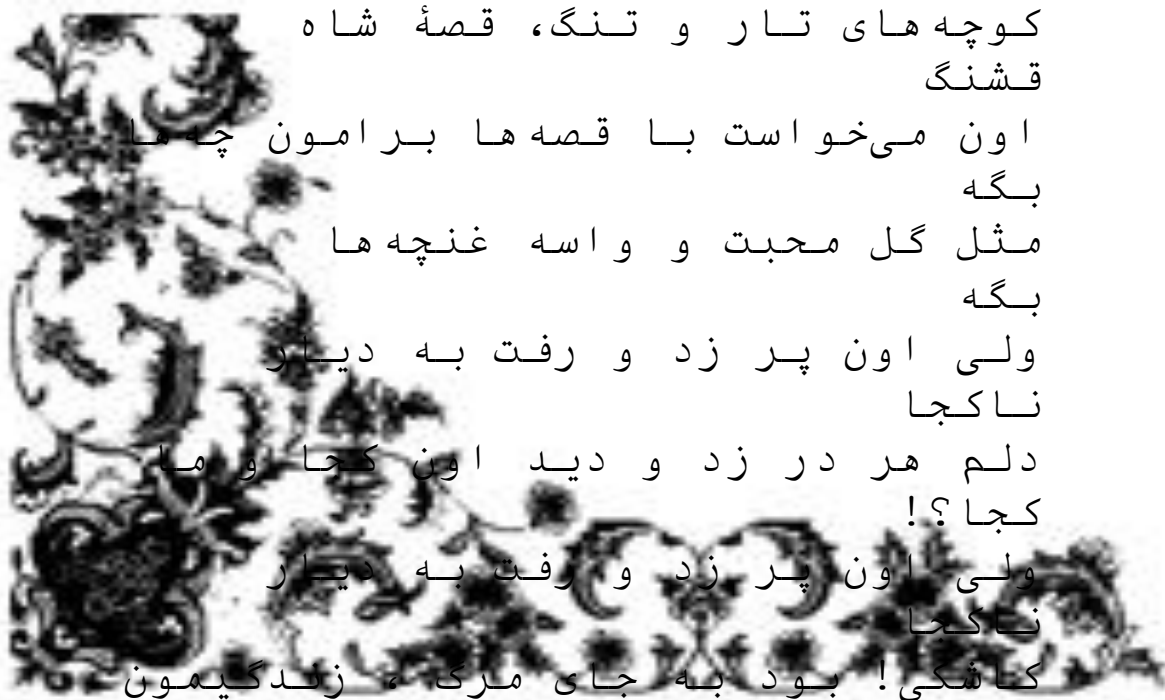 کوچه‌های تار و تنگ، قصهٔ شاه
قشنگ
اون می‌خواست با قصه‌ها برامون چه‌ها
بگه
مثل گل محبت و واسه غنچه‌ها
بگه
ولی اون پر زد و رفت به دیار
ناکجا
دلم هر در زد و دید اون کجا و ما
کجا؟!
ولی اون پر زد و رفت به دیار
ناکجا
کاشکی! بود به جای مرگ ، زندگیمون